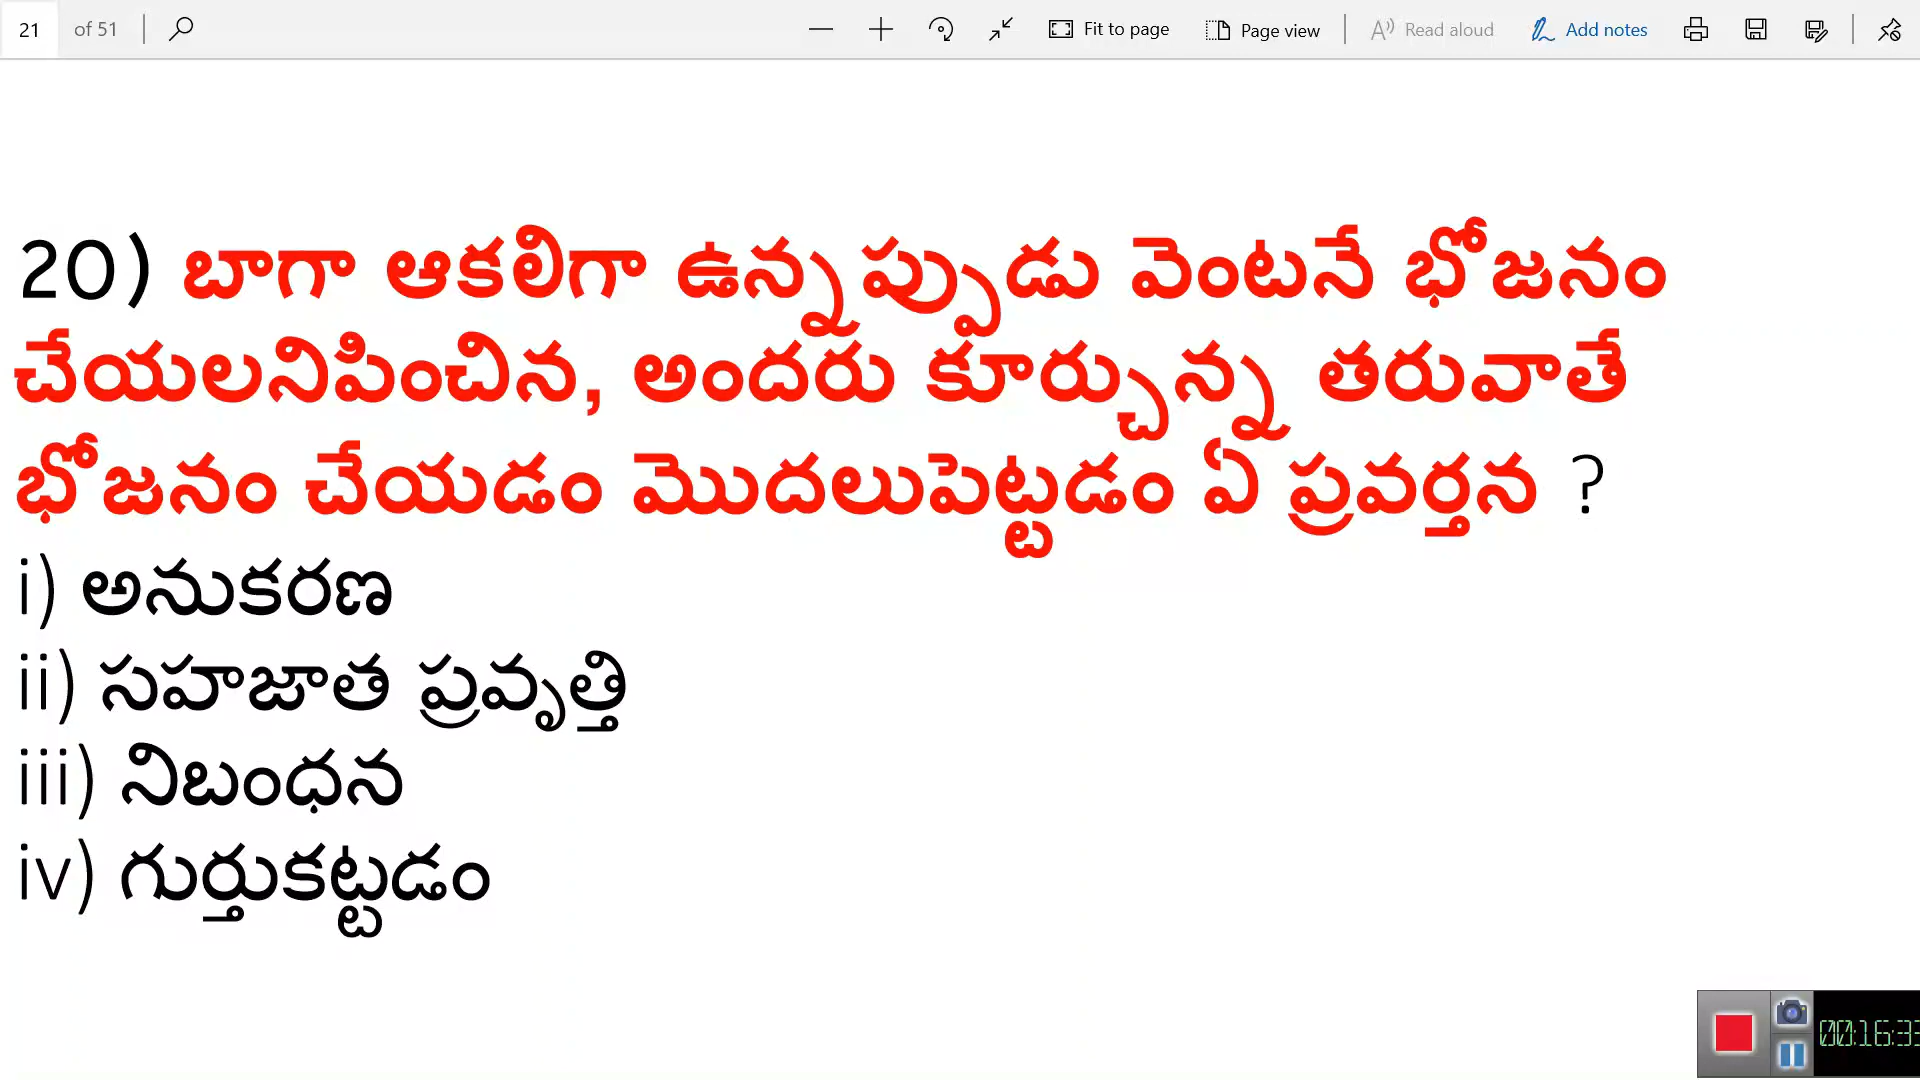 21 of 51 Fit to page Page view Read aloud Add notes
20) బాగా ఆకలిగా ఉన్నప్పుడు వెంటనే భోజనం
చేయలనిపించిన, అందరు కూర్చున్న తరువాతే
భోజనం చేయడం మొదలుపెట్టడం ఏ ప్రవర్తన ?
i) అనుకరణ
ii) సహజాత ప్రవృత్తి
iii) నిబంధన
iv) గుర్తుకట్టడం